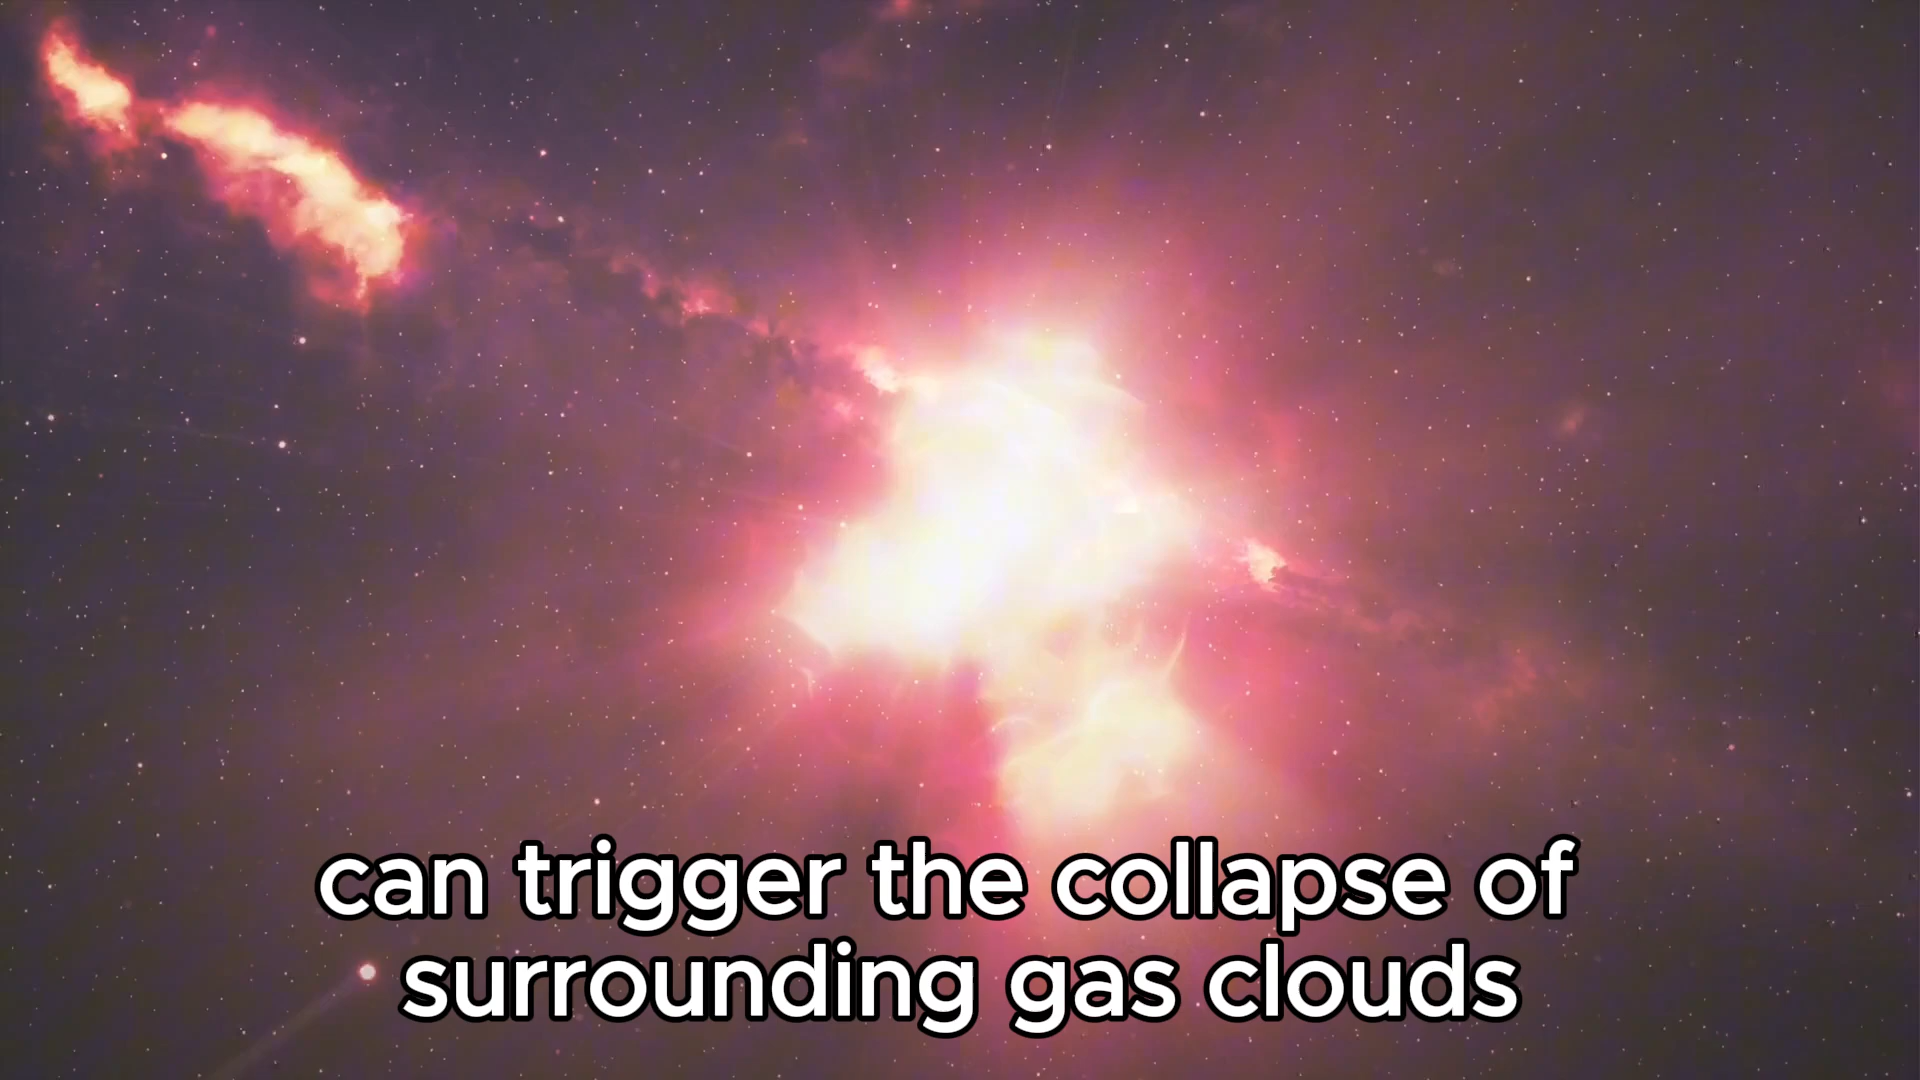 can trigger the collapse of
surrounding gas clouds